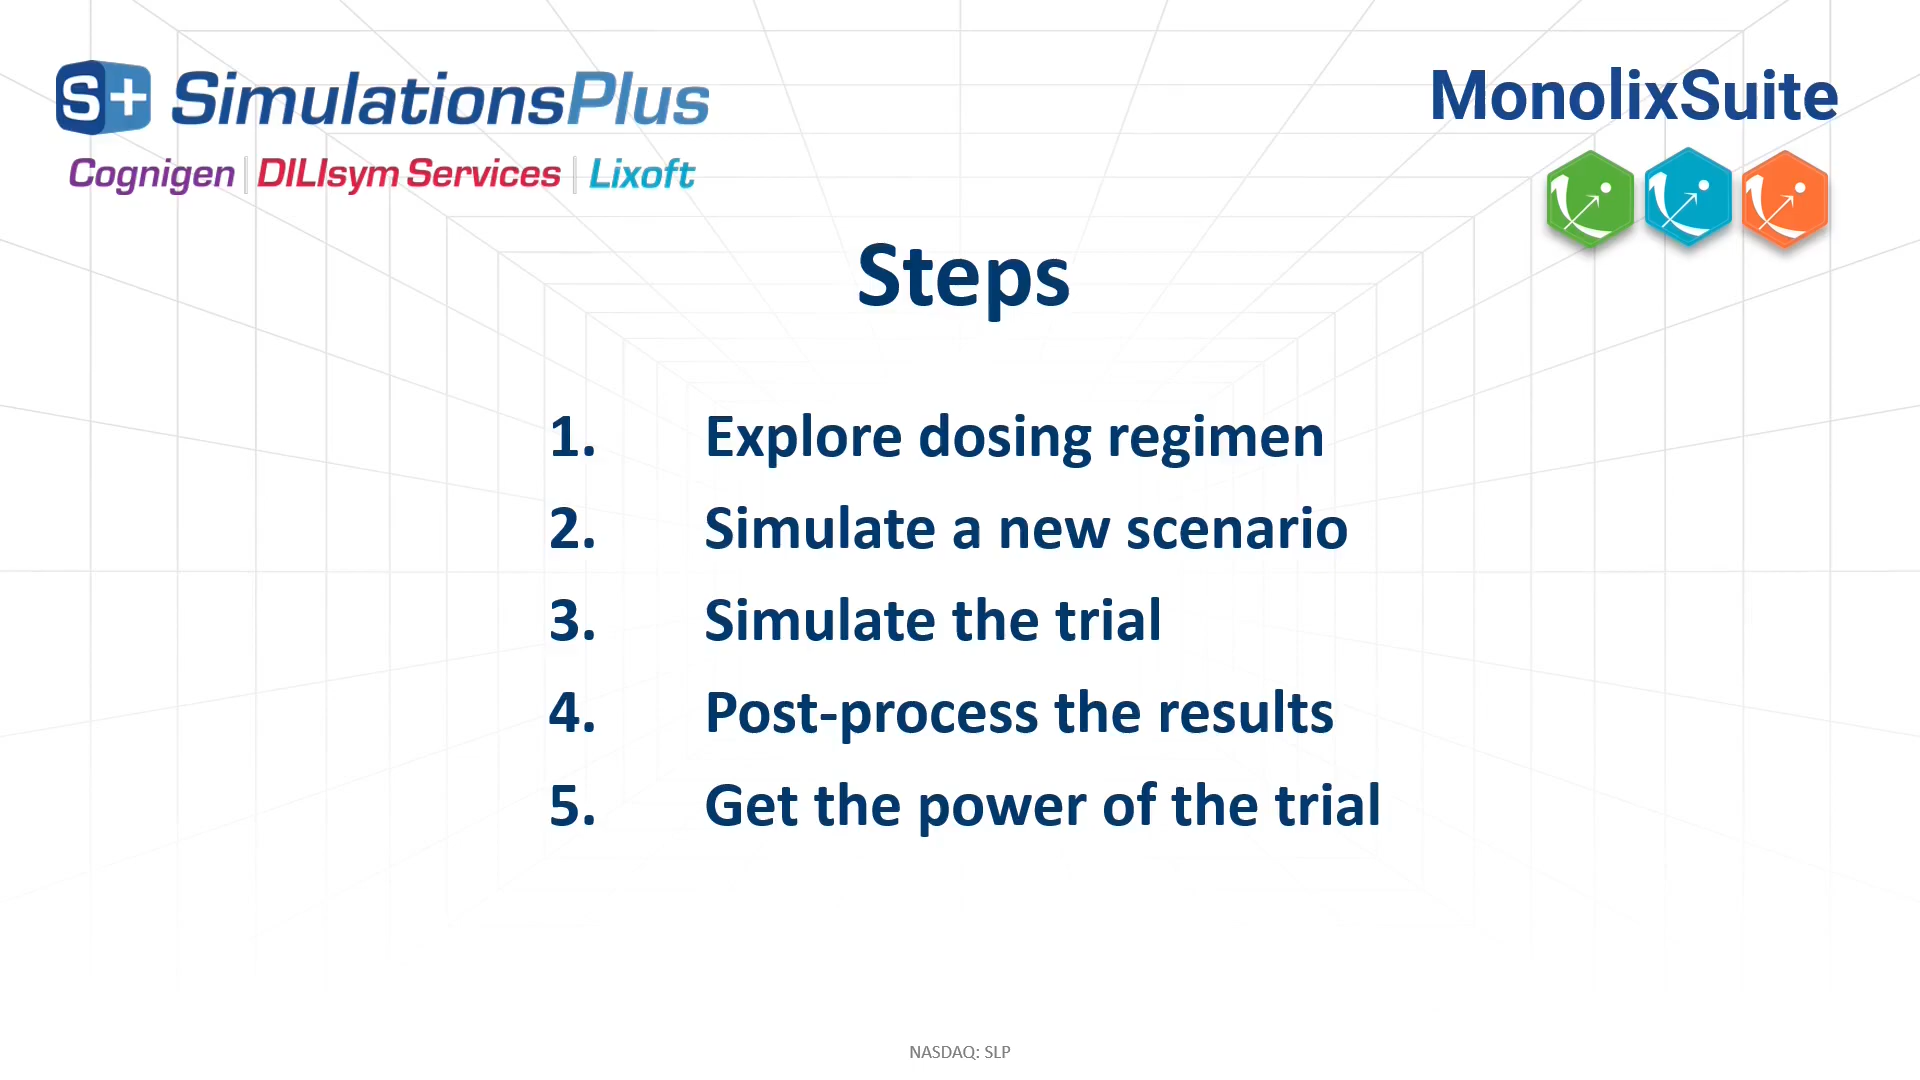 S+ SimulationsPlus
Cognigen | DILIsym Services | Lixoft
MonolixSuite
Steps
1. Explore dosing regimen
2. Simulate a new scenario
3. Simulate the trial
4. Post-process the results
5. Get the power of the trial
NASDAQ: SLP